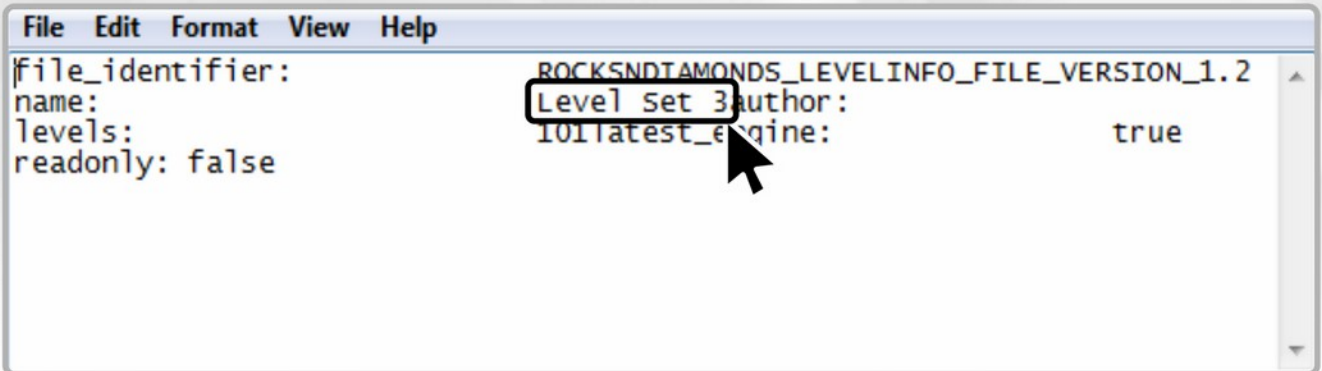 File Edit Format View Help
file_identifier: ROCKSNDIAMONDS_LEVELINFO_FILE_VERSION_1.2
name: Level Set 3author:
levels: 101latest_engine: true
readonly: false